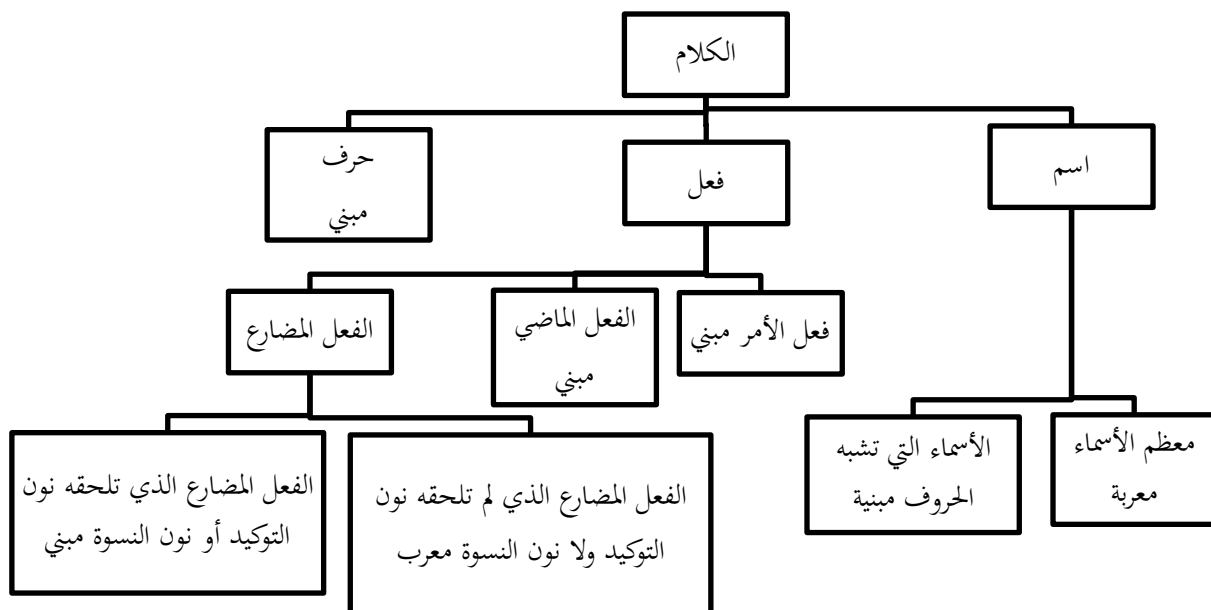 الكلام
اسم
فعل
حرف
مبني
فعل الأمر مبني
الفعل الماضي
مبني
الفعل المضارع
معظم الأسماء
معربة
الأسماء التي تشبه
الحروف مبنية
الفعل المضارع الذي لم تلحقه نون
التوكيد ولا نون النسوة معرب
الفعل المضارع الذي تلحقه نون
التوكيد أو نون النسوة مبني